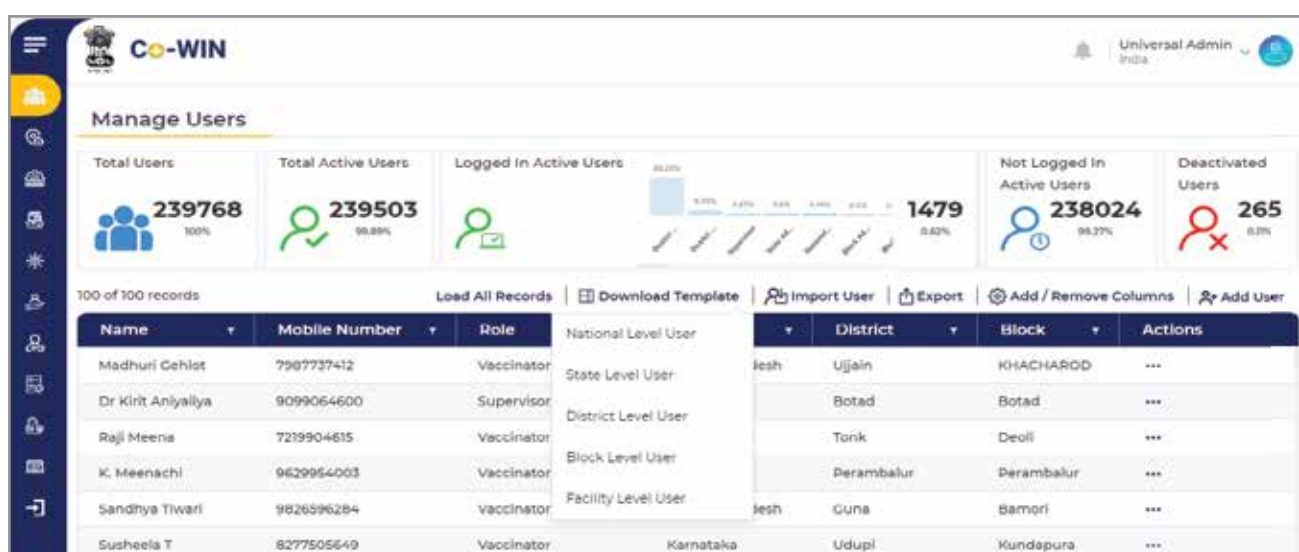 Co-WIN
Universal Admin
India
Manage Users
Total Users
239768
100%
Total Active Users
239503
99.89%
Logged In Active Users
1479
0.62%
Not Logged In
Active Users
238024
99.27%
Deactivated
Users
265
0.11%
100 of 100 records
Load All Records
Download Template
Import User
Export
Add / Remove Columns
Add User
Name Mobile Number Role District Block Actions
National Level User
State Level User
District Level User
Block Level User
Facility Level User
Madhuri Gehlot 7987737412 Vaccinator desh Ujjain KHACHAROD
Dr Kirit Aniyaliya 9099064600 Supervisor Botad Botad
Raji Meena 7219904615 Vaccinator Tonk Deoli
K. Meenachi 9629954003 Vaccinator Perambalur Perambalur
Sandhya Tiwari 9826596284 Vaccinator desh Guna Bamori
Susheela T 8277505649 Vaccinator Karnataka Udupi Kundapura